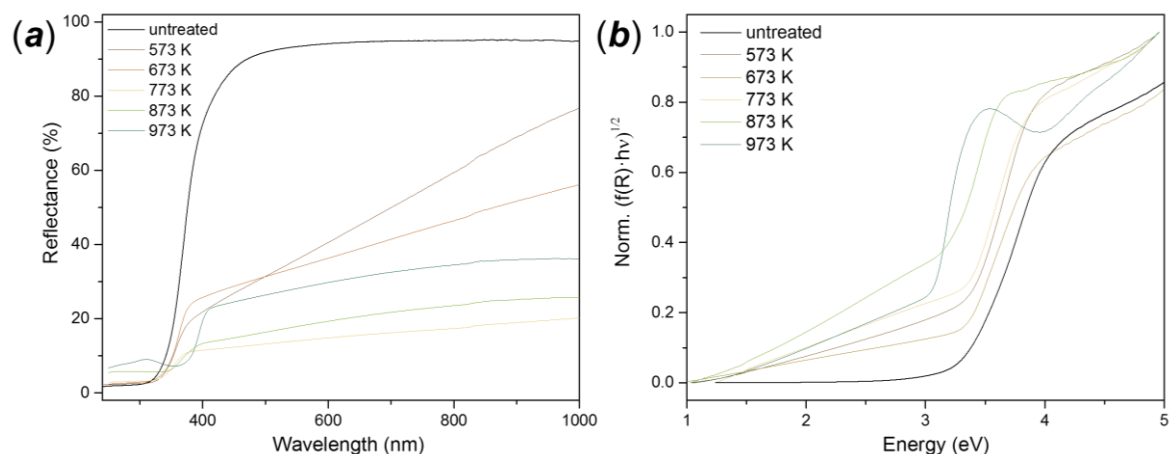 (a)
100
80
60
40
20
0
Reflectance (%)
untreated
573 K
673 K
773 K
873 K
973 K
400
600
800
1000
Wavelength (nm)
(b)
1.0
0.8
0.6
0.4
0.2
0.0
Norm. (f(R)·hν)^1/2
untreated
573 K
673 K
773 K
873 K
973 K
1
2
3
4
5
Energy (eV)